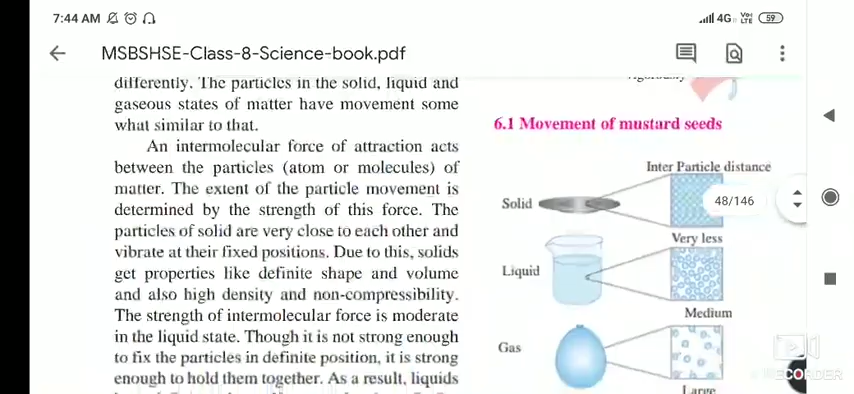 7:44 AM
4G Vo) LTE 59
MSBSHSE-Class-8-Science-book.pdf
differently. The particles in the solid, liquid and
gaseous states of matter have movement some
what similar to that.
An intermolecular force of attraction acts
between the particles (atom or molecules) of
matter. The extent of the particle movement is
determined by the strength of this force. The
particles of solid are very close to each other and
vibrate at their fixed positions. Due to this, solids
get properties like definite shape and volume
and also high density and non-compressibility.
The strength of intermolecular force is moderate
in the liquid state. Though it is not strong enough
to fix the particles in definite position, it is strong
enough to hold them together. As a result, liquids
vigorously
6.1 Movement of mustard seeds
Inter Particle distance
Solid
48/146
Very less
Liquid
Medium
Gas
Large
RECORDER